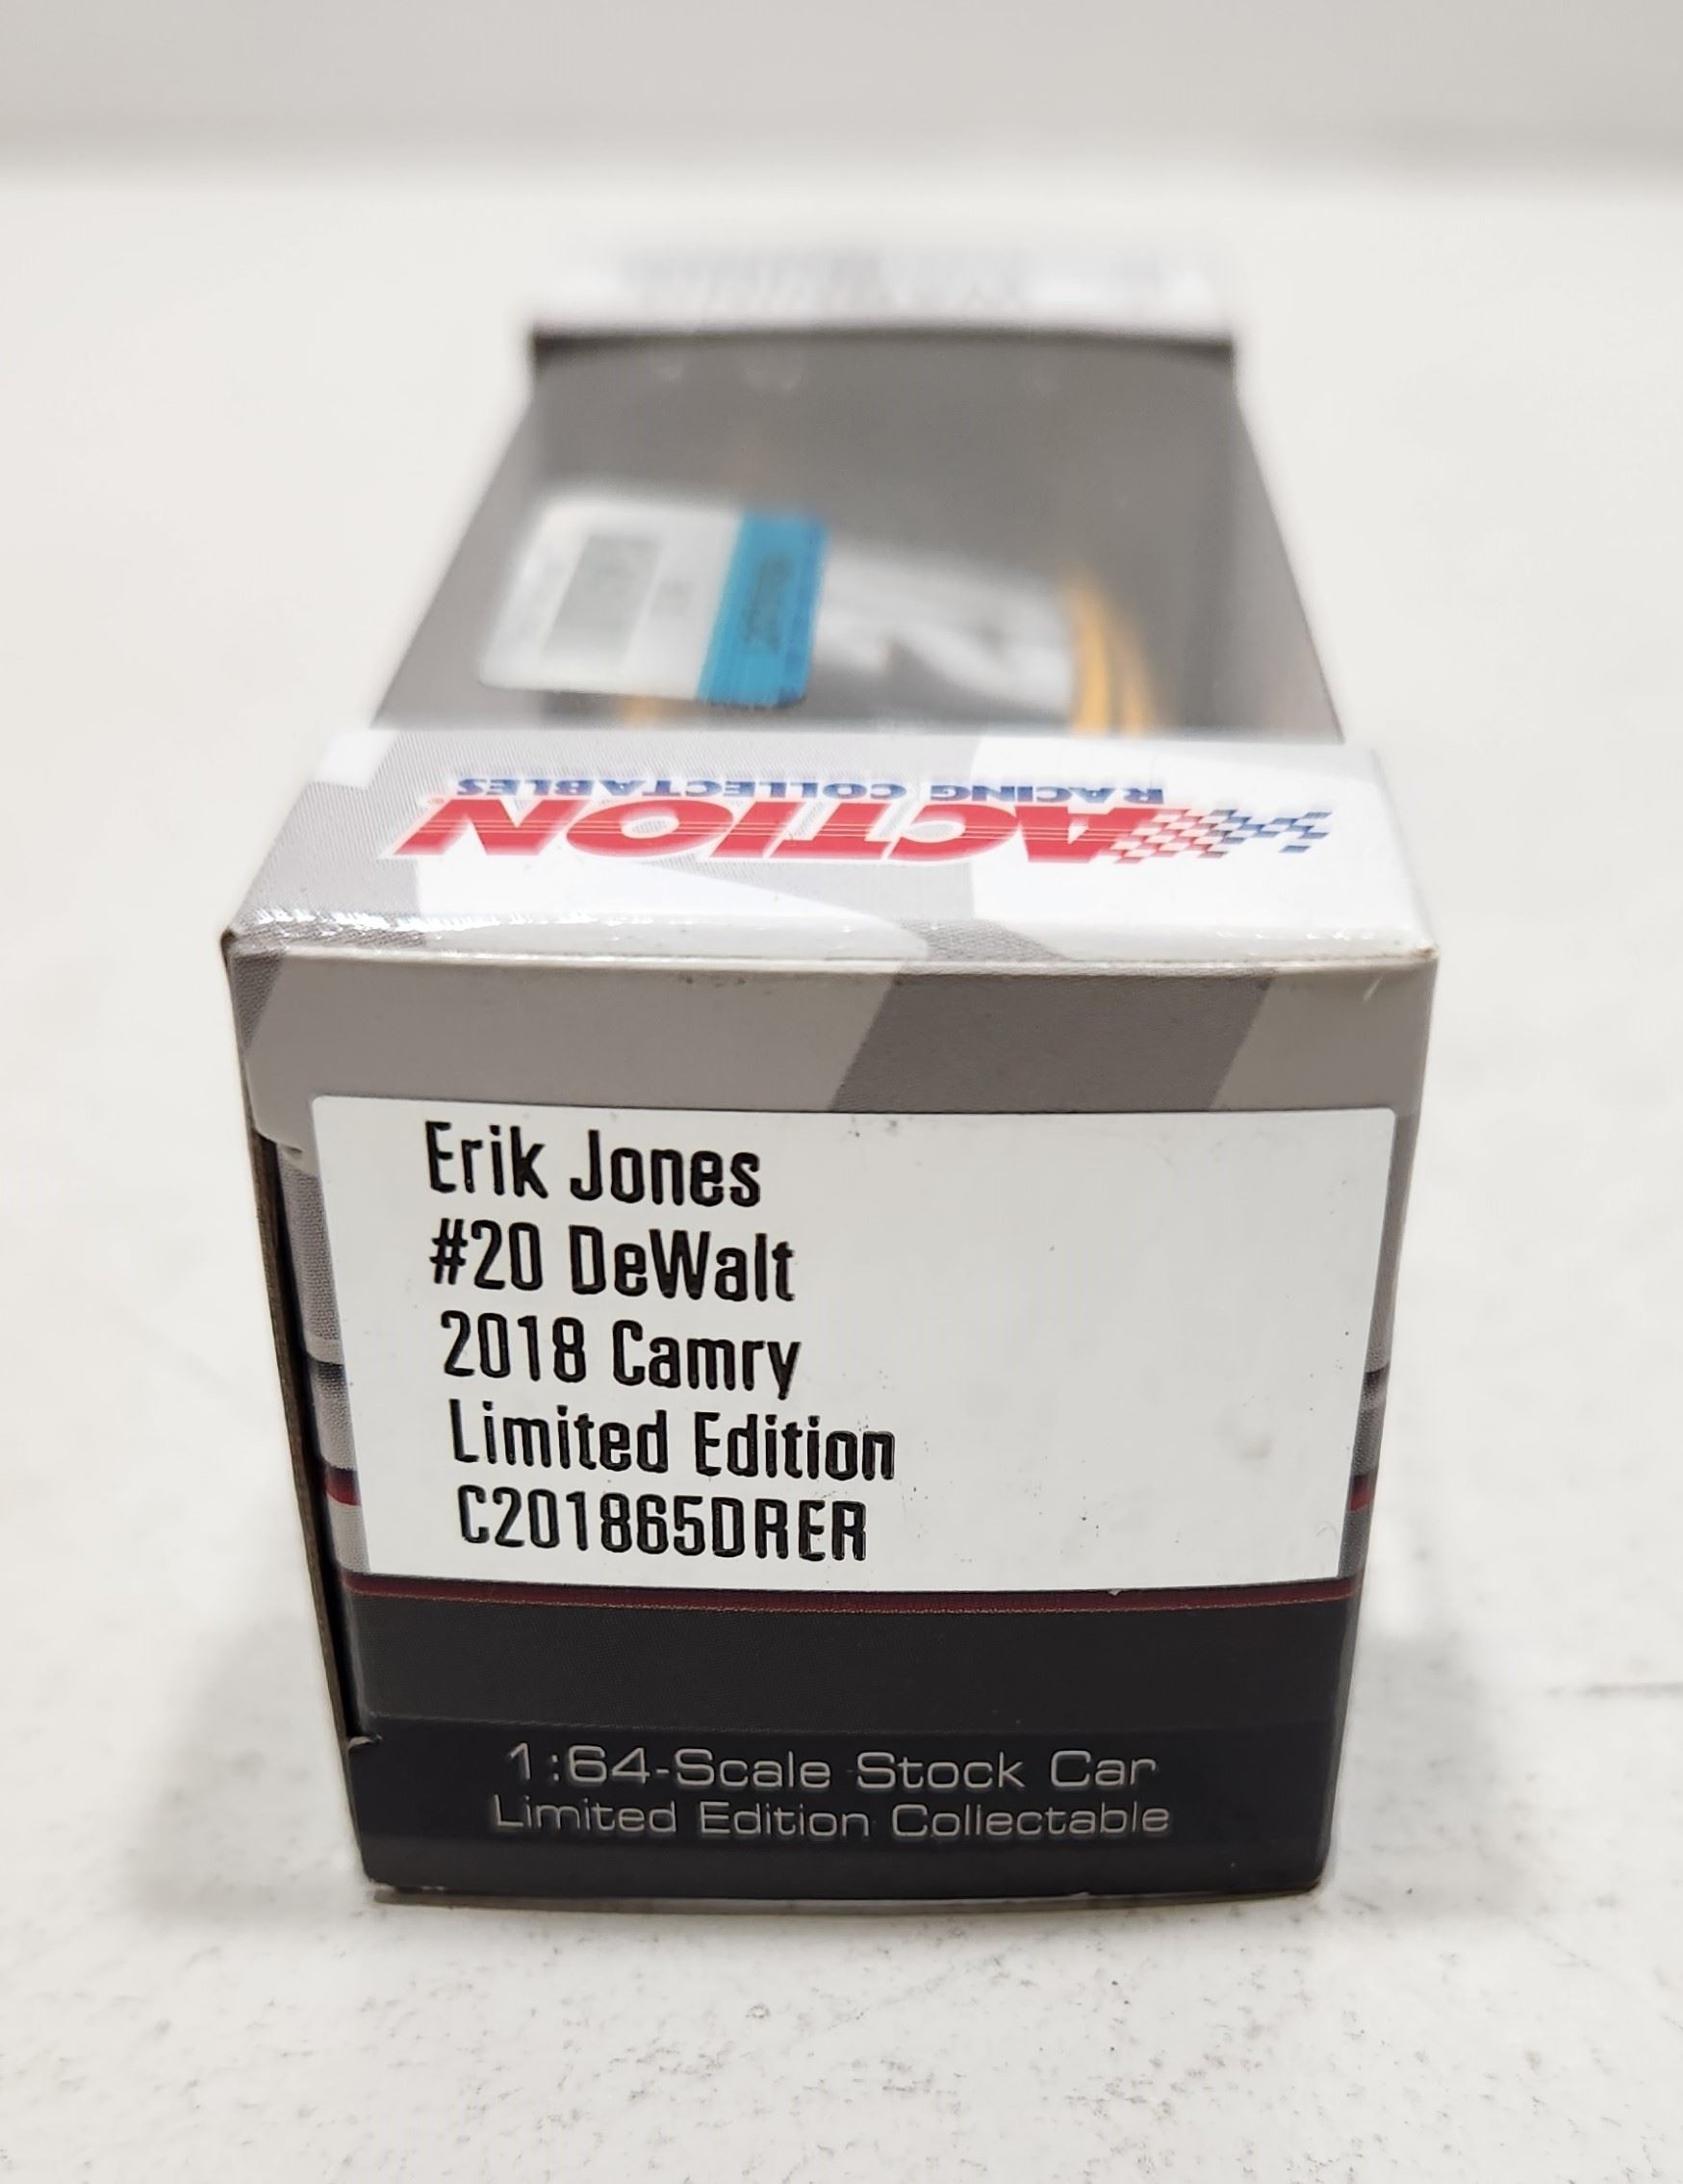 RACING COLLECTABLES
ACTION
Erik Jones
#20 DeWalt
2018 Camry
Limited Edition
C201865DRER
1:64-Scale Stock Car
Limited Edition Collectable